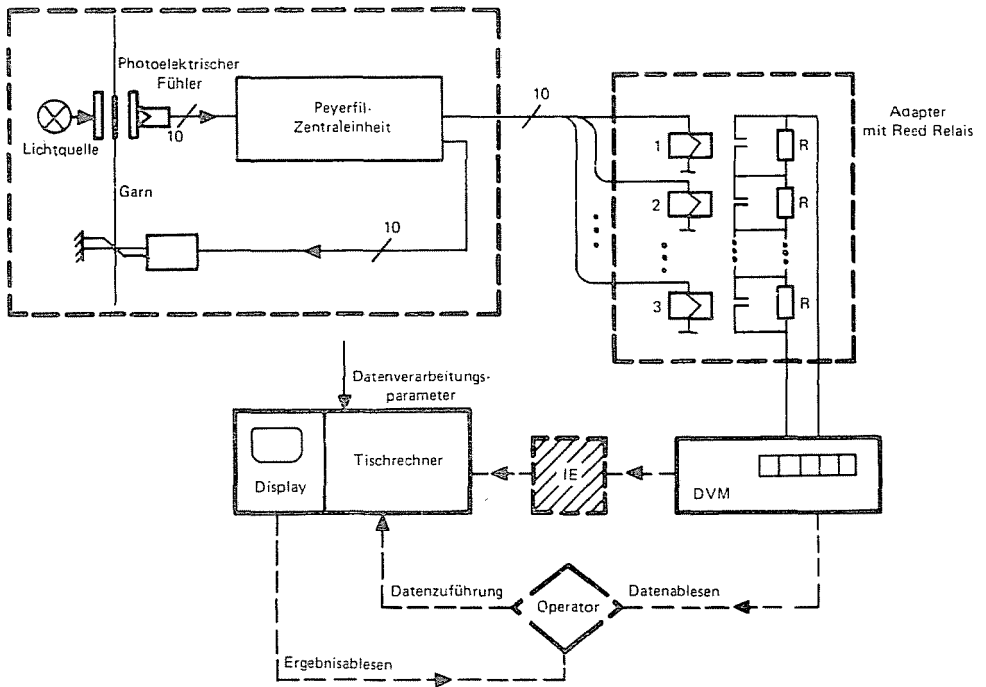 Photoelektrischer
Fühler
10
Lichtquelle
Peyerfil-
Zentraleinheit
Garn
10
10
Adapter
mit Reed Relais
1
R
2
R
3
R
Datenverarbeitungs-
parameter
Display
Tischrechner
IE
DVM
Datenzuführung
Operator
Datenablesen
Ergebnisablesen